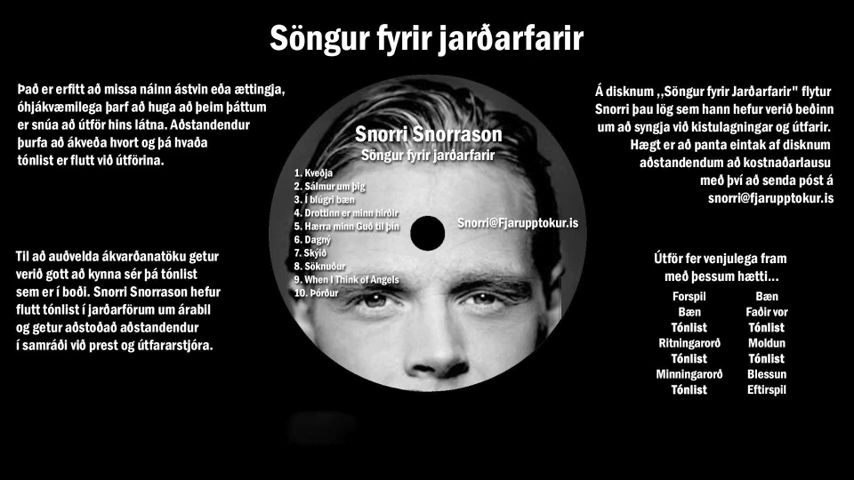 Söngur fyrir jarðarfarir
Það er erfitt að missa náinn ástvin eða ættingja,
óhjákvæmilega þarf að huga að þeim þáttum
er snúa að útför hins látna. Aðstandendur
þurfa að ákveða hvort og þá hvaða
tónlist er flutt við útförina.
Til að auðvelda ákvarðanatöku getur
verið gott að kynna sér þá tónlist
sem er í boði. Snorri Snorrason hefur
flutt tónlist í jarðarförum um árabil
og getur aðstoðað aðstandendur
í samráði við prest og útfararstjóra.
Snorri Snorrason
Söngur fyrir jarðarfarir
1. Kveðja
2. Sálmur um þig
3. Í blúgri bæn
4. Drottinn er minn hirðir
5. Hærra minn Guð til þín
6. Dagný
7. Skýið
8. Söknuður
9. When I Think of Angels
10. Þórður
Snorri@Fjarupptokur.is
Á disknum ,,Söngur fyrir Jarðarfarir" flytur
Snorri þau lög sem hann hefur verið beðinn
um að syngja við kistulagningar og útfarir.
Hægt er að panta eintak af disknum
aðstandendum að kostnaðarlausu
með því að senda póst á
snorri@fjarupptokur.is
Útför fer venjulega fram
með þessum hætti...
Forspil
Bæn
Tónlist
Ritningarorð
Tónlist
Minningarorð
Tónlist
Bæn
Faðir vor
Tónlist
Moldun
Tónlist
Blessun
Eftirspil